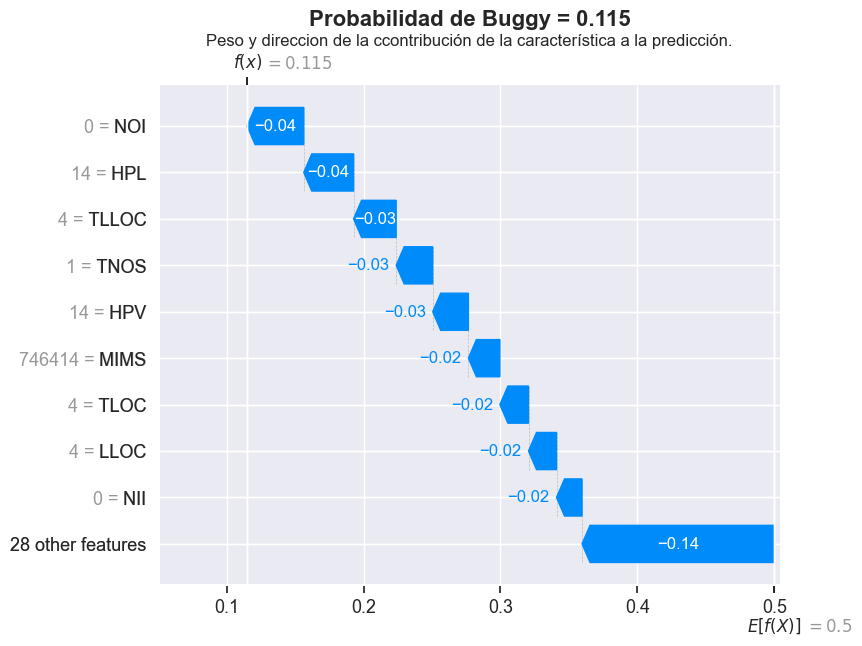 Probabilidad de Buggy = 0.115
Peso y direccion de la ccontribución de la característica a la predicción.
f(x) = 0.115
0 = NOI −0.04
14 = HPL −0.04
4 = TLLOC −0.03
1 = TNOS −0.03
14 = HPV −0.03
746414 = MIMS −0.02
4 = TLOC −0.02
4 = LLOC −0.02
0 = NII −0.02
28 other features −0.14
0.1 0.2 0.3 0.4 0.5
E[f(X)] = 0.5